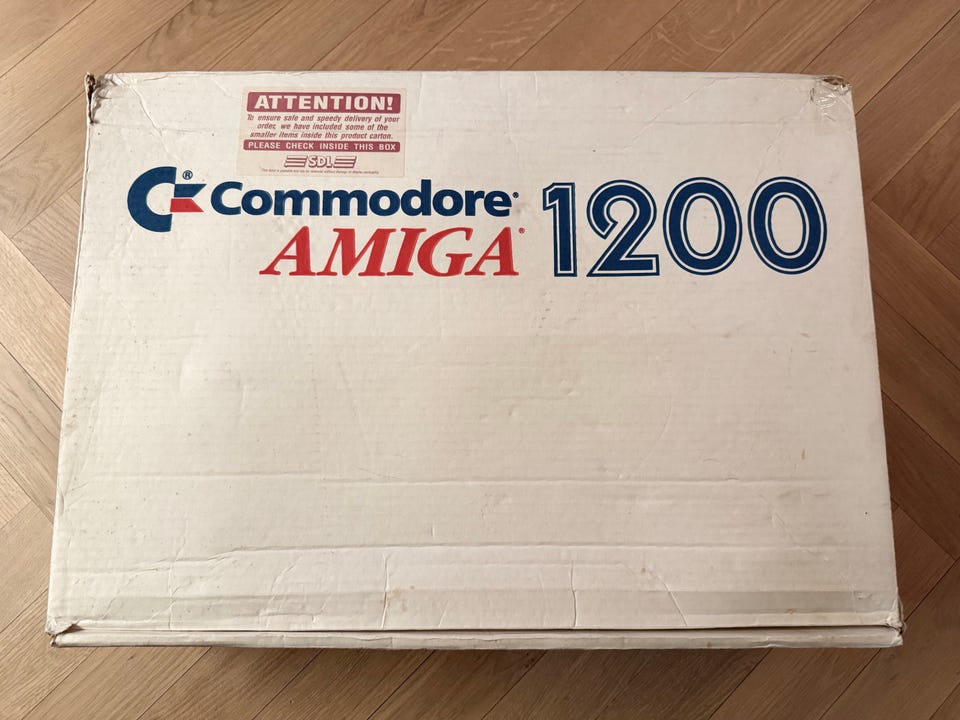 ATTENTION!
To ensure safe and speedy delivery of your
order, we have included some of the
smaller items inside this product carton.
PLEASE CHECK INSIDE THIS BOX
SDL
Commodore®
AMIGA®
1200